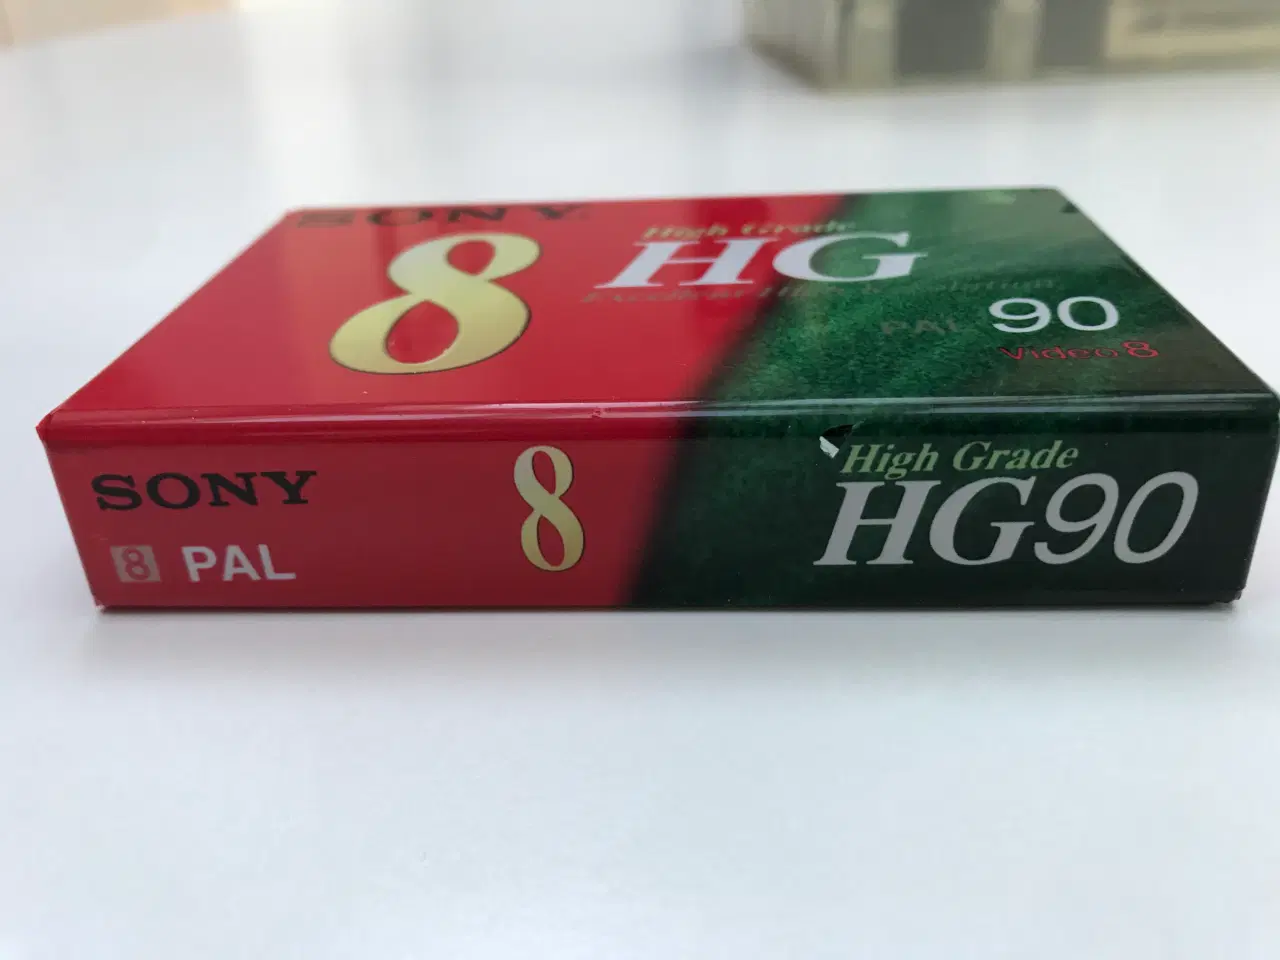 SONY
8
High Grade
HG
PAL 90
Video 8
SONY
8 PAL
8
High Grade
HG90